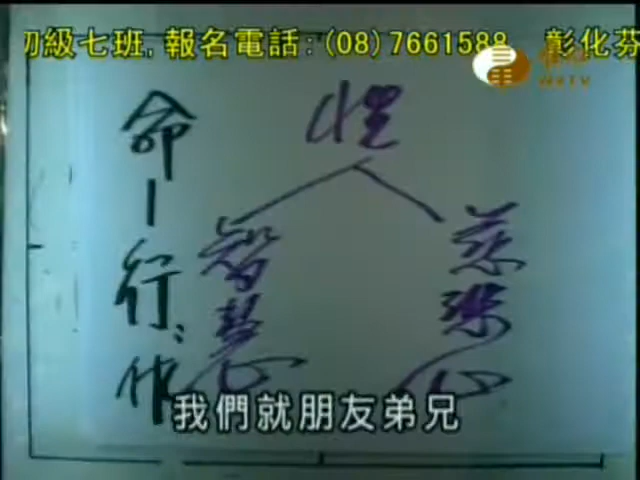 初級七班, 報名電話:(08)7661588 彰化芬
命－行:作
性
智慧心
慈悲心
我們就朋友弟兄